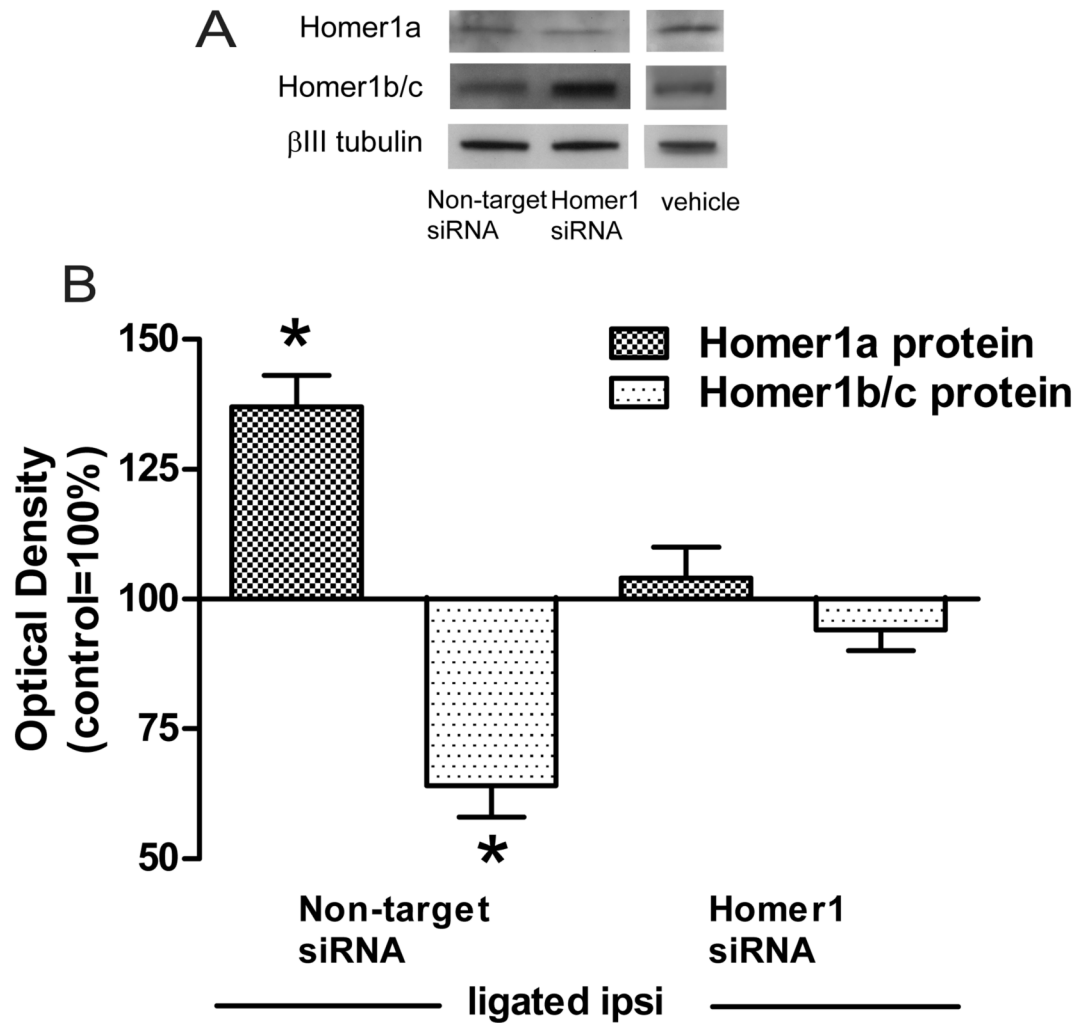 A
Homer1a
Homer1b/c
βIII tubulin
Non-target siRNA
Homer1 siRNA
vehicle
B
Optical Density
(control=100%)
150
125
100
75
50
*
*
Homer1a protein
Homer1b/c protein
Non-target
siRNA
Homer1
siRNA
ligated ipsi